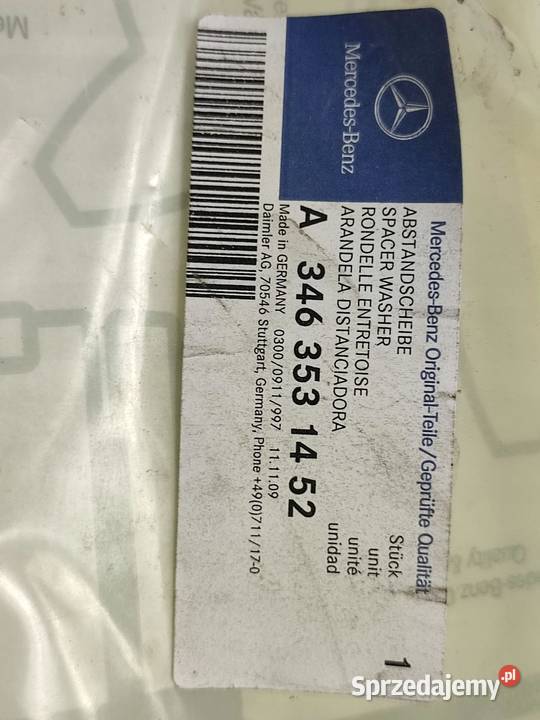 Mercedes-Benz
Mercedes-Benz Original-Teile/Geprüfte Qualität
ABSTANDSCHEIBE
SPACER WASHER
RONDELLE ENTRETOISE
ARANDELA DISTANCIADORA
Stück 1
unit
unité
unidad
A 346 353 14 52
Made in GERMANY 0300/0911/997 11.11.09
Daimler AG, 70546 Stuttgart, Germany, Phone +49(0)711/17-0
Sprzedajemy.pl